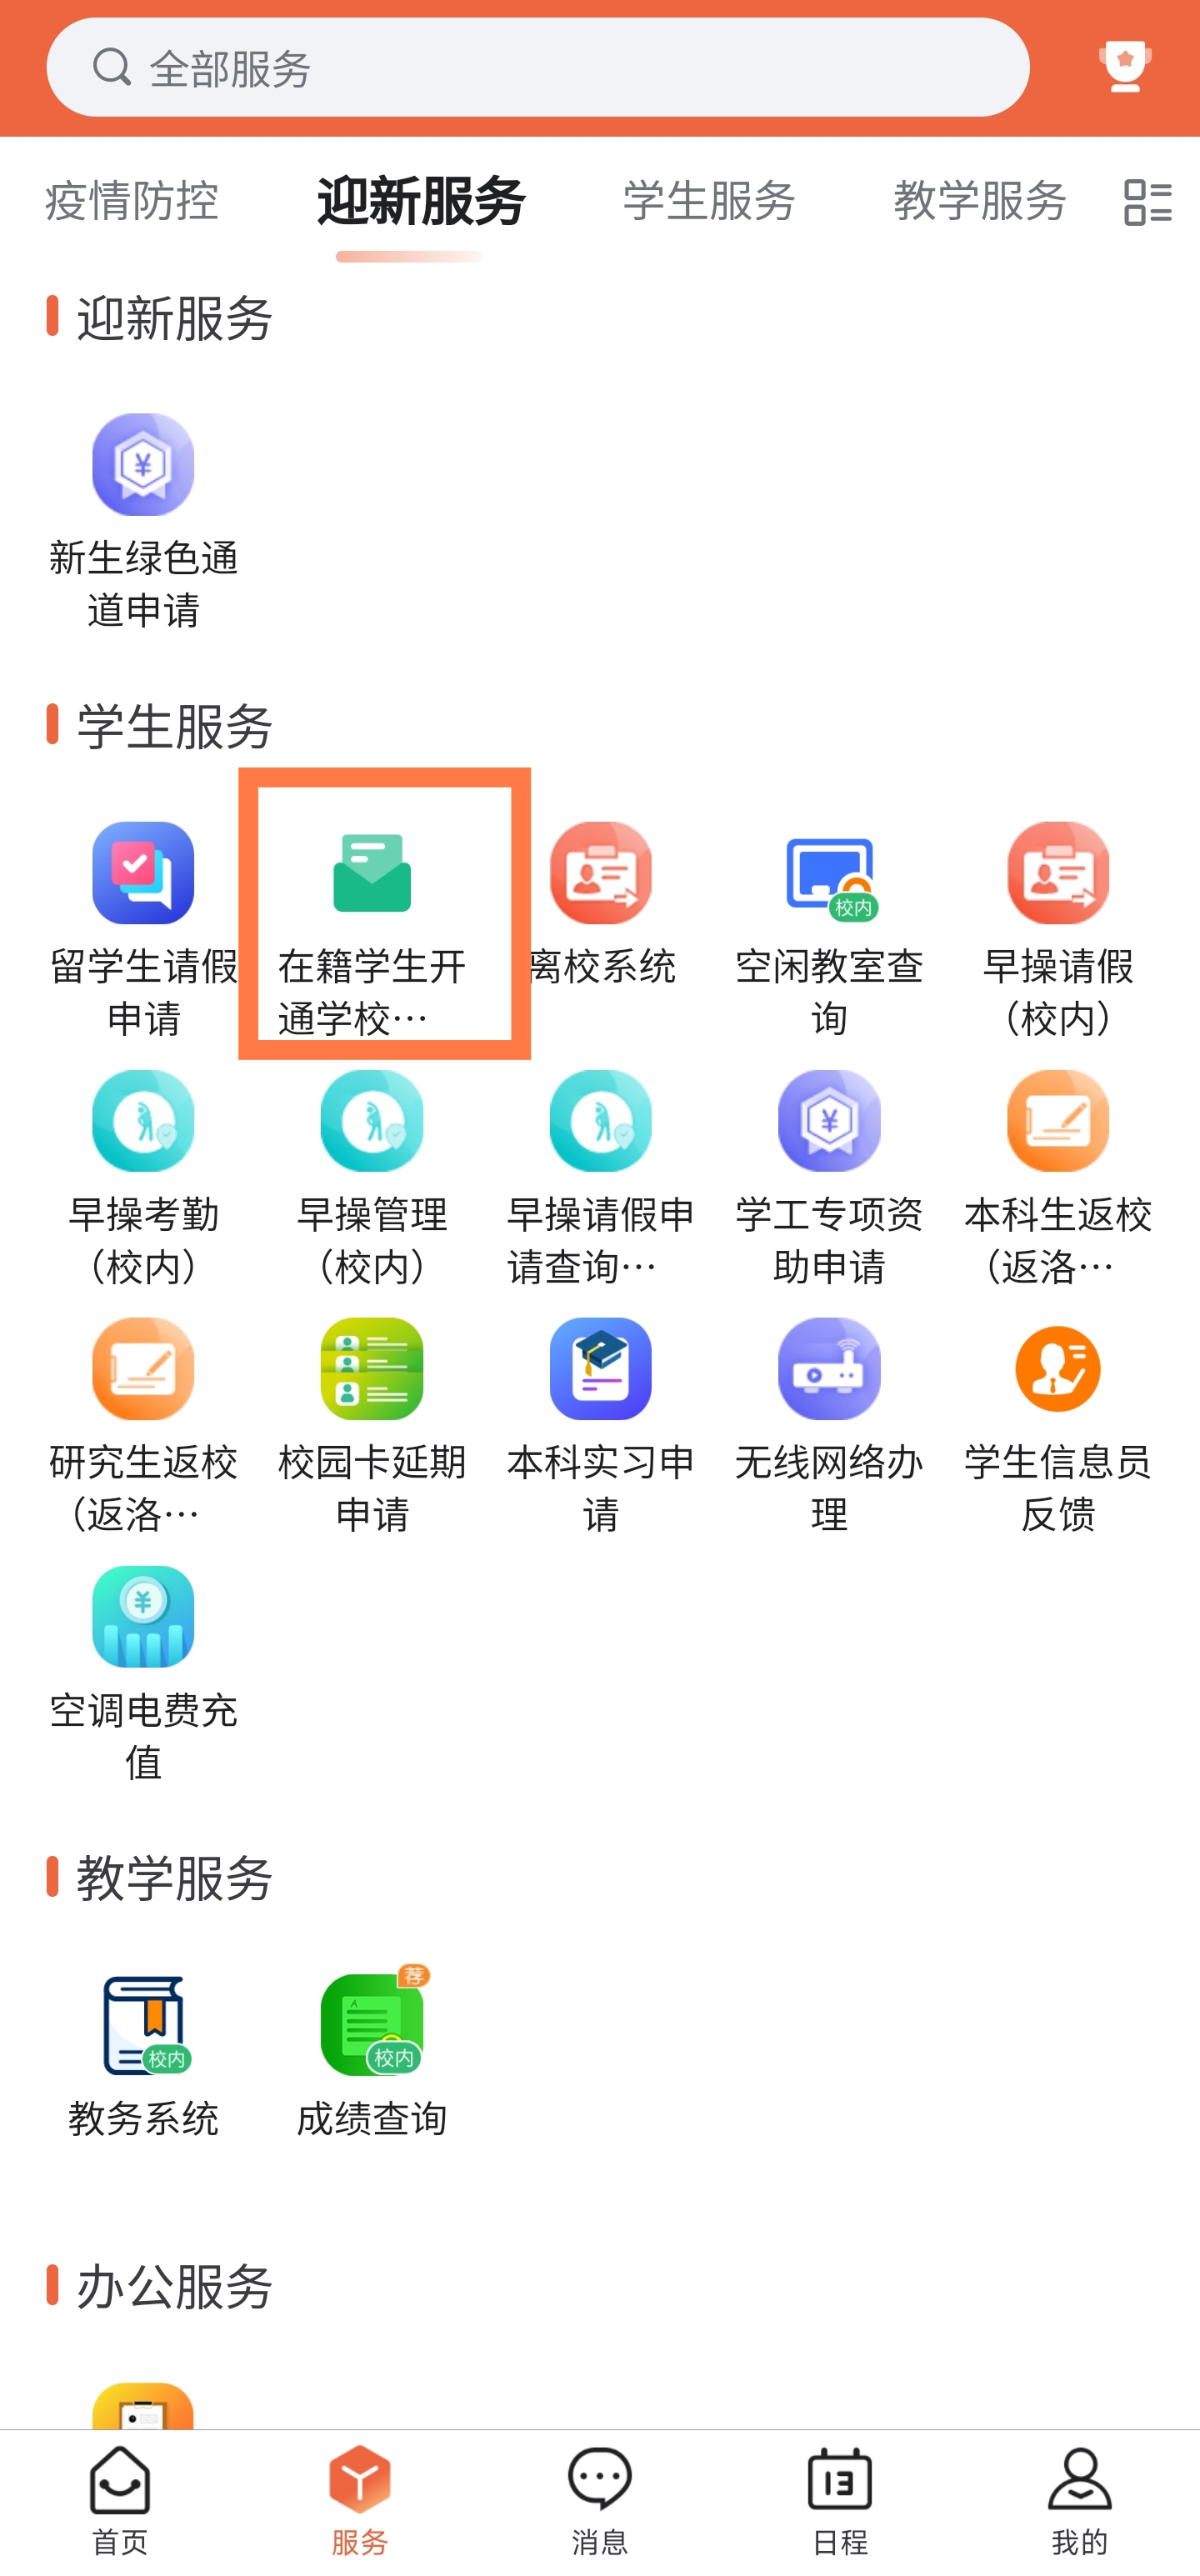 全部服务
疫情防控 迎新服务 学生服务 教学服务
迎新服务
新生绿色通
道申请
学生服务
留学生请假
申请
在籍学生开
通学校…
离校系统
校内
空闲教室查
询
早操请假
（校内）
早操考勤
（校内）
早操管理
（校内）
早操请假申
请查询…
学工专项资
助申请
本科生返校
（返洛…
研究生返校
（返洛…
校园卡延期
申请
本科实习申
请
无线网络办
理
学生信息员
反馈
空调电费充
值
教学服务
校内
教务系统
荐
A
校内
成绩查询
办公服务
首页 服务 消息 13 日程 我的